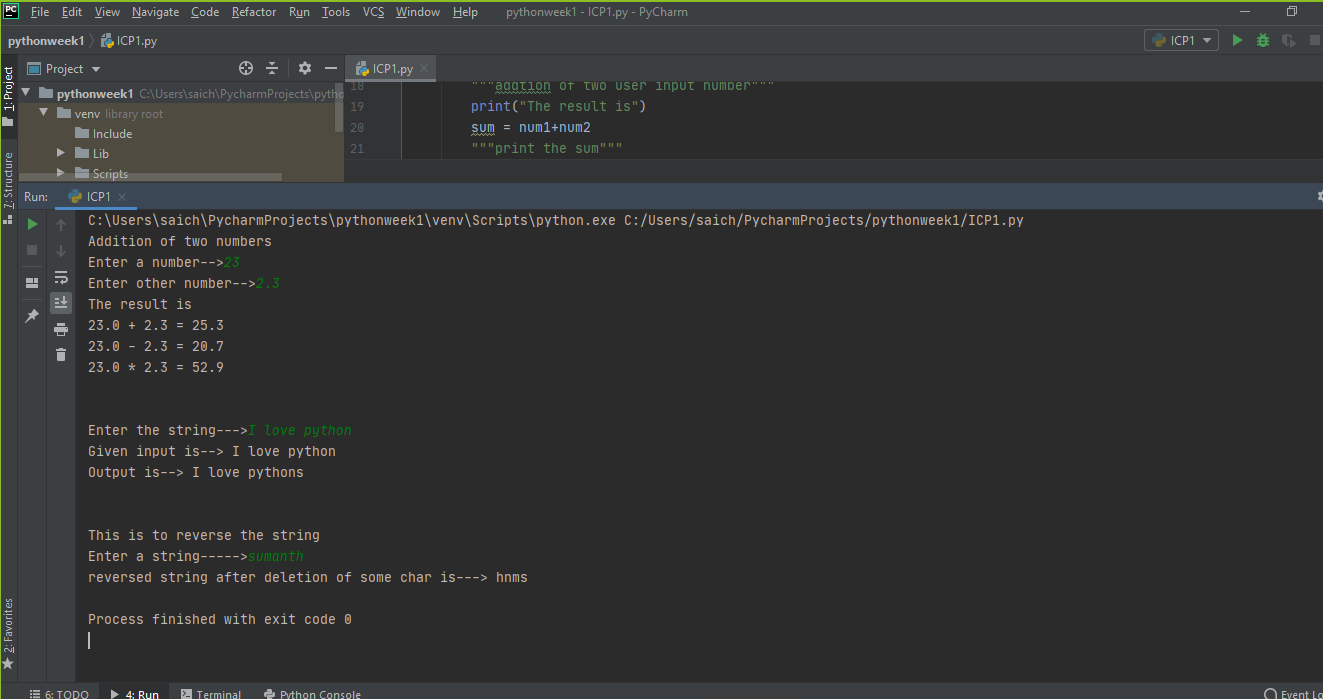 PC File Edit View Navigate Code Refactor Run Tools VCS Window Help pythonweek1 - ICP1.py - PyCharm
pythonweek1 ICP1.py ICP1
1: Project
Project
ICP1.py
pythonweek1 C:\Users\saich\PycharmProjects\pytho
venv library root
Include
Lib
Scripts
18 """addtion of two user input number"""
19 print("The result is")
20 sum = num1+num2
21 """print the sum"""
7: Structure
Run: ICP1
C:\Users\saich\PycharmProjects\pythonweek1\venv\Scripts\python.exe C:/Users/saich/PycharmProjects/pythonweek1/ICP1.py
Addition of two numbers
Enter a number-->23
Enter other number-->2.3
The result is
23.0 + 2.3 = 25.3
23.0 - 2.3 = 20.7
23.0 * 2.3 = 52.9
Enter the string--->I love python
Given input is--> I love python
Output is--> I love pythons
This is to reverse the string
Enter a string----->sumanth
reversed string after deletion of some char is---> hnms
Process finished with exit code 0
2: Favorites
6: TODO 4: Run Terminal Python Console Event Lo